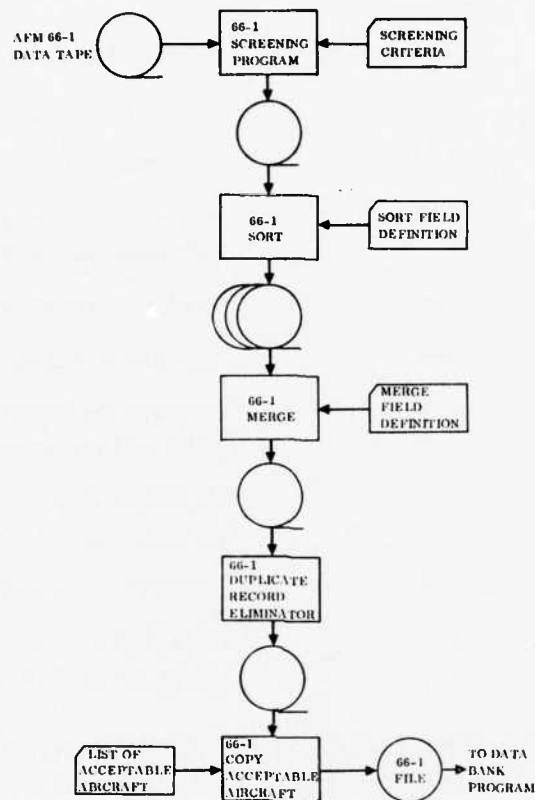 AFM 66-1
DATA TAPE
66-1
SCREENING
PROGRAM
SCREENING
CRITERIA
66-1
SORT
SORT FIELD
DEFINITION
66-1
MERGE
MERGE
FIELD
DEFINITION
66-1
DUPLICATE
RECORD
ELIMINATOR
LIST OF
ACCEPTABLE
AIRCRAFT
66-1
COPY
ACCEPTABLE
AIRCRAFT
66-1
FILE
TO DATA
BANK
PROGRAM